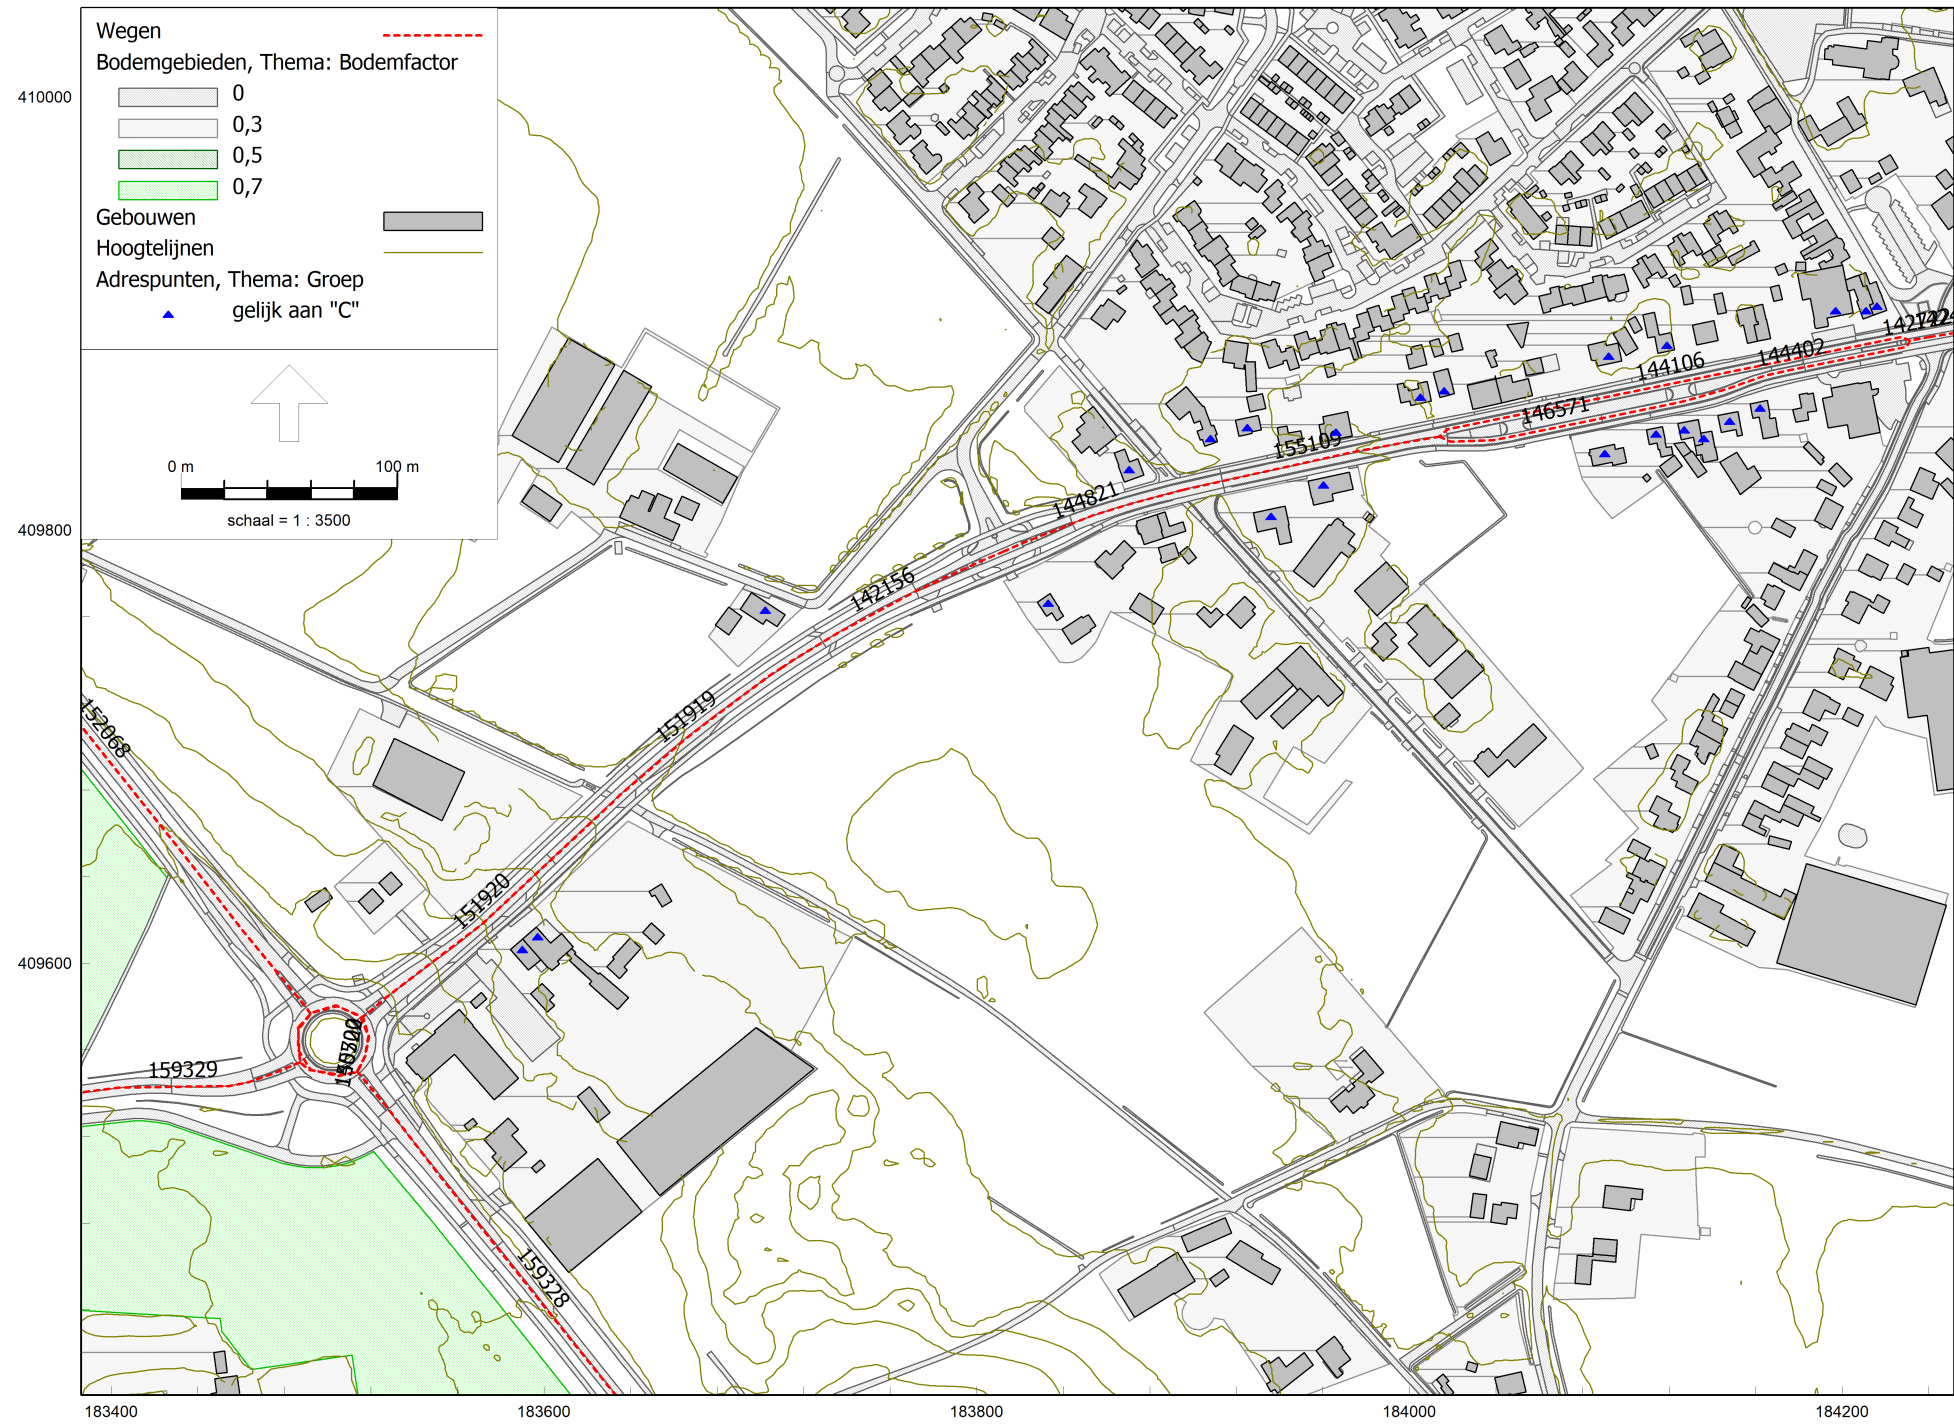 Wegen
Bodemgebieden, Thema: Bodemfactor
0
0,3
0,5
0,7
Gebouwen
Hoogtelijnen
Adrespunten, Thema: Groep
gelijk aan "C"
0 m 100 m
schaal = 1 : 3500
410000
409800
409600
183400 183600 183800 184000 184200
144402
144106
146571
155109
144821
142156
151919
152068
151920
159329
159328